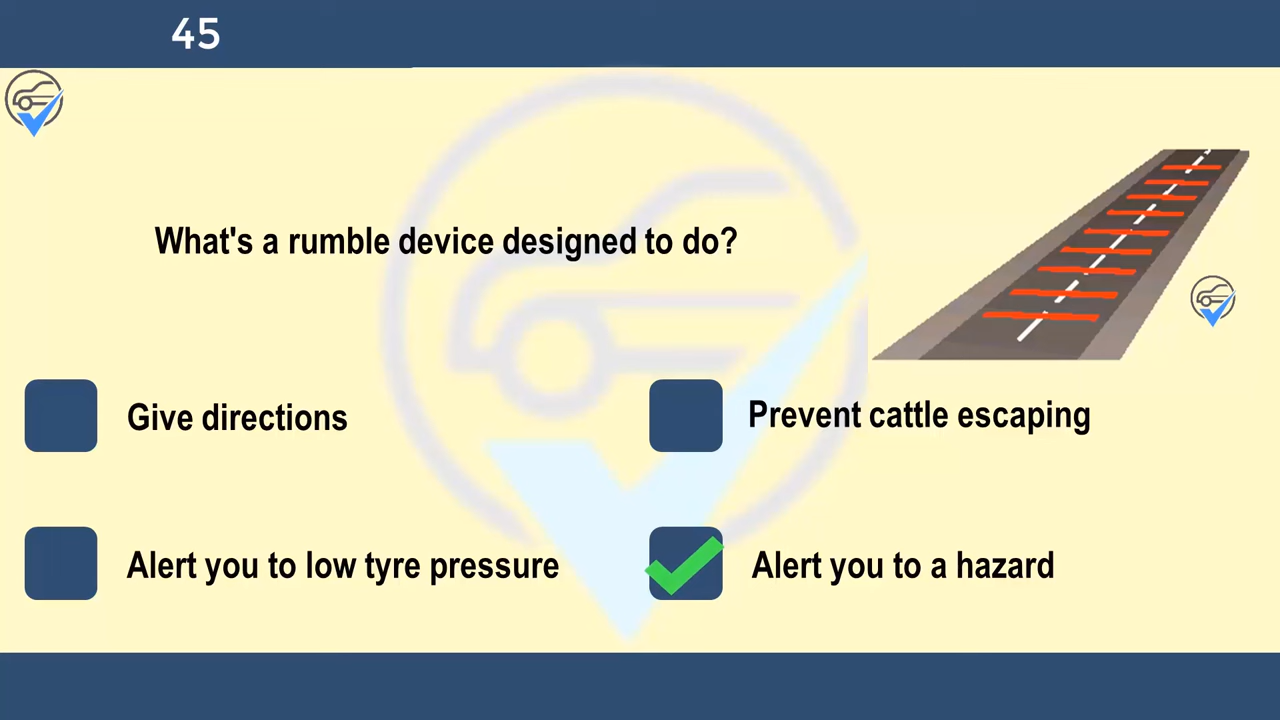 45
What's a rumble device designed to do?
Give directions
Prevent cattle escaping
Alert you to low tyre pressure
Alert you to a hazard